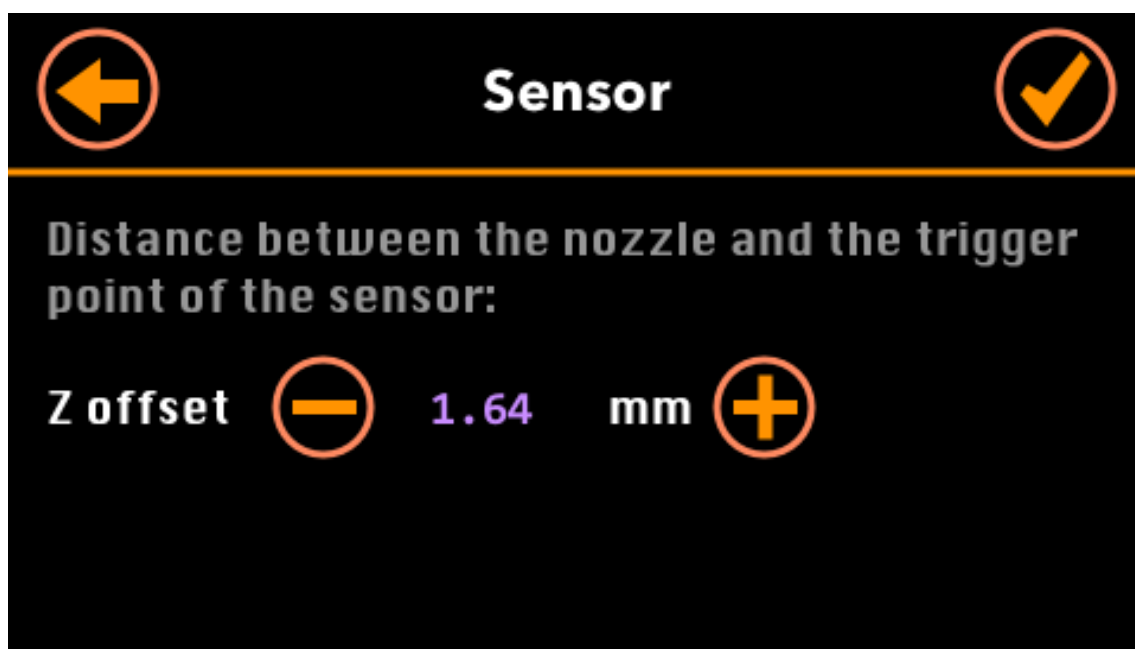 Sensor
Distance between the nozzle and the trigger
point of the sensor:
Z offset 1.64 mm